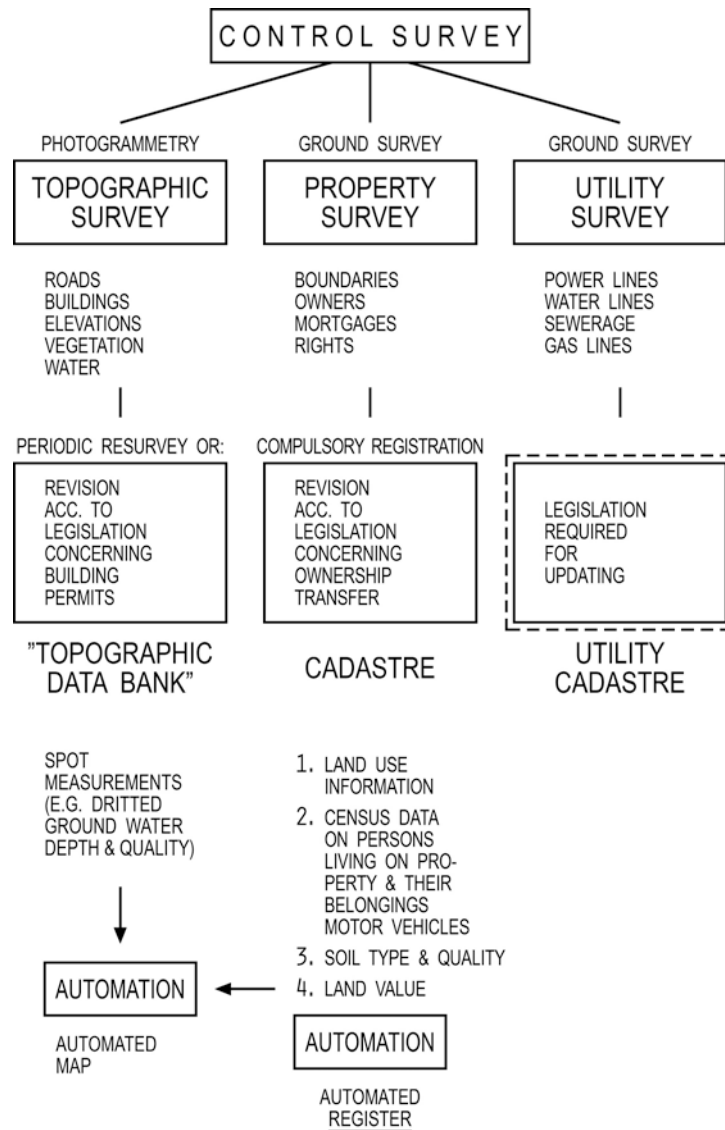 CONTROL SURVEY
PHOTOGRAMMETRY
TOPOGRAPHIC
SURVEY
ROADS
BUILDINGS
ELEVATIONS
VEGETATION
WATER
PERIODIC RESURVEY OR:
REVISION
ACC. TO
LEGISLATION
CONCERNING
BUILDING
PERMITS
"TOPOGRAPHIC
DATA BANK"
GROUND SURVEY
PROPERTY
SURVEY
BOUNDARIES
OWNERS
MORTGAGES
RIGHTS
COMPULSORY REGISTRATION
REVISION
ACC. TO
LEGISLATION
CONCERNING
OWNERSHIP
TRANSFER
CADASTRE
GROUND SURVEY
UTILITY
SURVEY
POWER LINES
WATER LINES
SEWERAGE
GAS LINES
LEGISLATION
REQUIRED
FOR
UPDATING
UTILITY
CADASTRE
SPOT
MEASUREMENTS
(E.G. DRITTED
GROUND WATER
DEPTH & QUALITY)
AUTOMATION
AUTOMATED
MAP
1. LAND USE
INFORMATION
2. CENSUS DATA
ON PERSONS
LIVING ON PRO-
PERTY & THEIR
BELONGINGS
MOTOR VEHICLES
3. SOIL TYPE & QUALITY
4. LAND VALUE
AUTOMATION
AUTOMATED
REGISTER